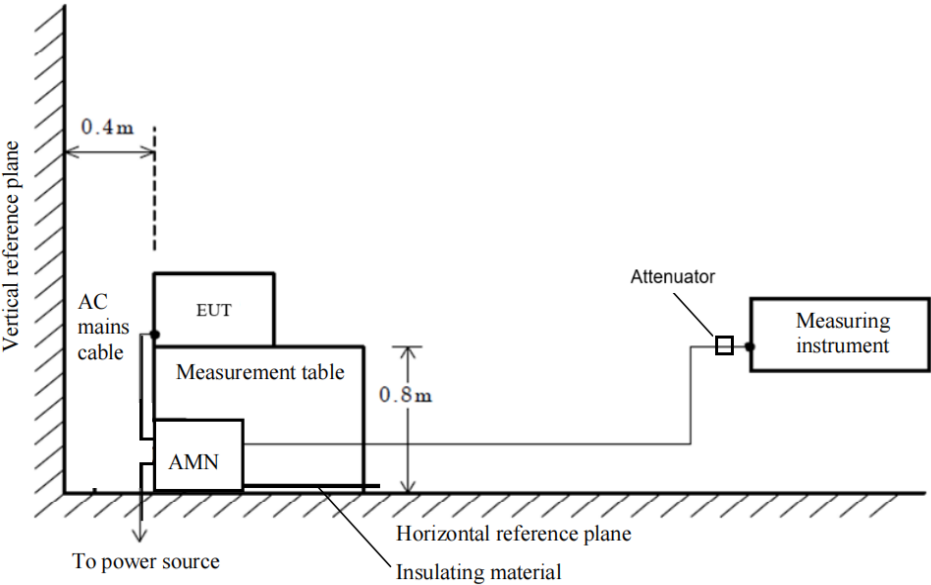 Vertical reference plane
0.4m
AC
mains
cable
EUT
Measurement table
0.8m
AMN
Attenuator
Measuring
instrument
Horizontal reference plane
To power source
Insulating material